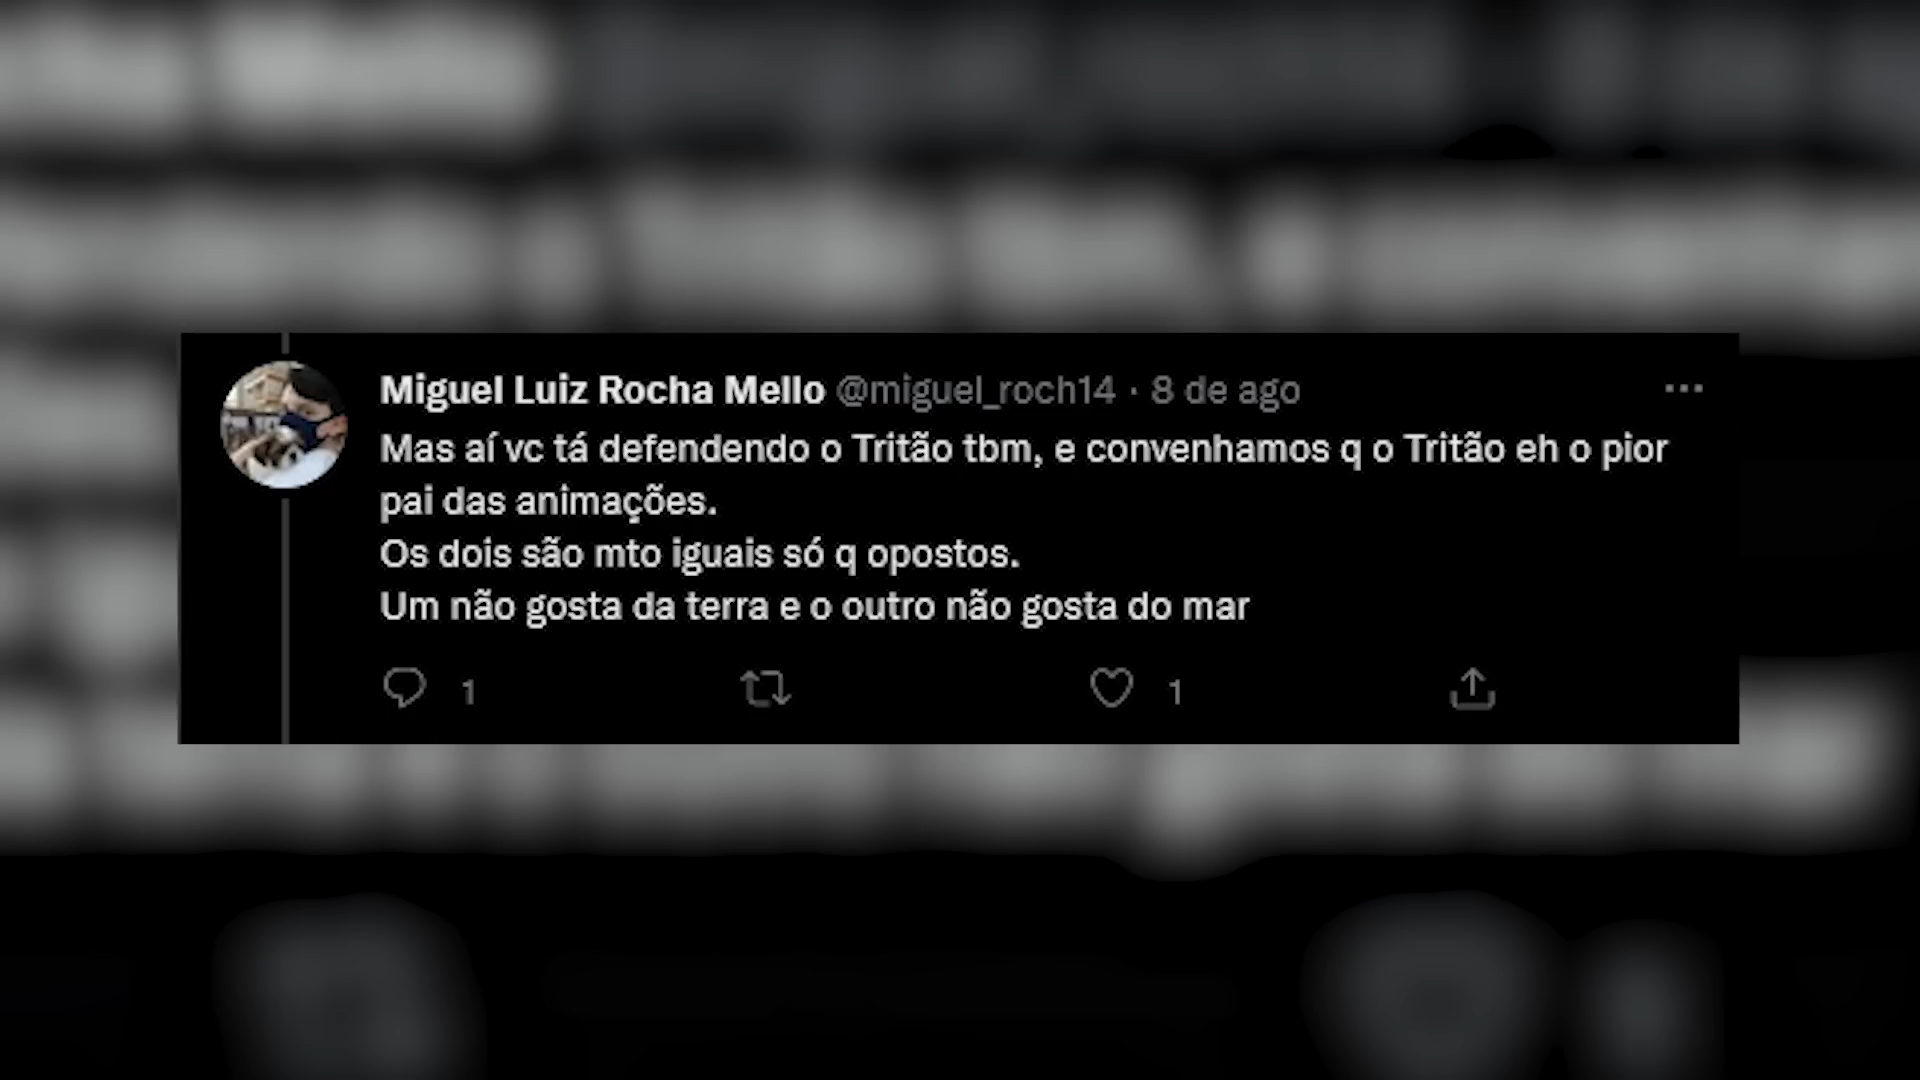 Miguel Luiz Rocha Mello @miguel_roch14 · 8 de ago
Mas aí vc tá defendendo o Tritão tbm, e convenhamos q o Tritão eh o pior
pai das animações.
Os dois são mto iguais só q opostos.
Um não gosta da terra e o outro não gosta do mar
1 1